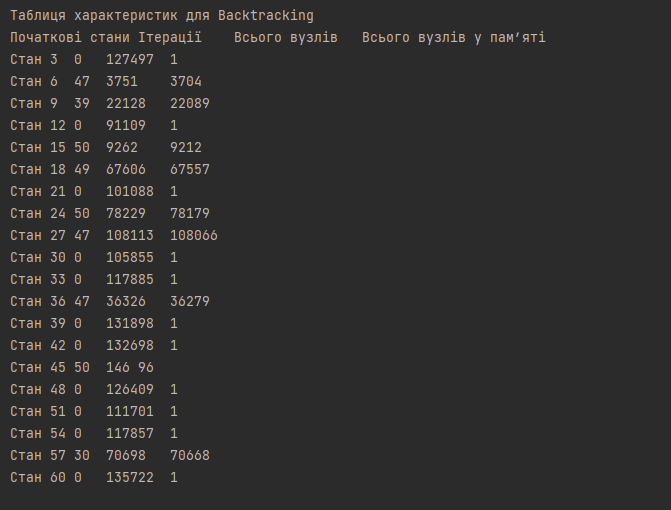 Таблиця характеристик для Backtracking
Початкові стани Ітерації    Всього вузлів   Всього вузлів у пам’яті
Стан 3  0   127497  1
Стан 6  47  3751    3704
Стан 9  39  22128   22089
Стан 12 0   91109   1
Стан 15 50  9262    9212
Стан 18 49  67606   67557
Стан 21 0   101088  1
Стан 24 50  78229   78179
Стан 27 47  108113  108066
Стан 30 0   105855  1
Стан 33 0   117885  1
Стан 36 47  36326   36279
Стан 39 0   131898  1
Стан 42 0   132698  1
Стан 45 50  146 96
Стан 48 0   126409  1
Стан 51 0   111701  1
Стан 54 0   117857  1
Стан 57 30  70698   70668
Стан 60 0   135722  1